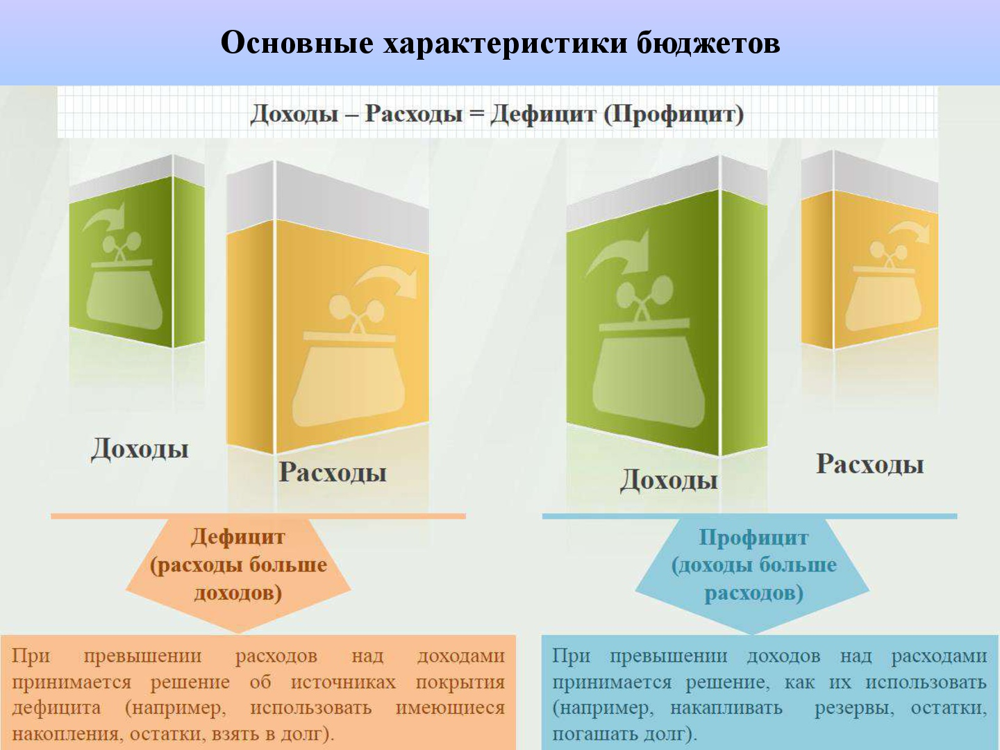 Основные характеристики бюджетов
Доходы – Расходы = Дефицит (Профицит)
Доходы
Расходы
Доходы
Расходы
Дефицит
(расходы больше
доходов)
Профицит
(доходы больше
расходов)
При превышении расходов над доходами
принимается решение об источниках покрытия
дефицита (например, использовать имеющиеся
накопления, остатки, взять в долг).
При превышении доходов над расходами
принимается решение, как их использовать
(например, накапливать резервы, остатки,
погашать долг).